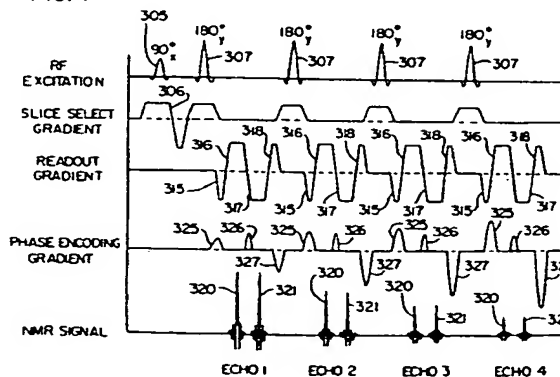 305
90°x
180°y
180°y
180°y
180°y
307
307
307
307
RF
EXCITATION
306
SLICE SELECT
GRADIENT
316
318
316
318
316
318
316
318
READOUT
GRADIENT
315
317
315
317
315
317
315
317
325
326
325
326
325
326
325
326
PHASE ENCODING
GRADIENT
327
327
327
320
321
320
321
320
321
320
NMR SIGNAL
ECHO 1
ECHO 2
ECHO 3
ECHO 4